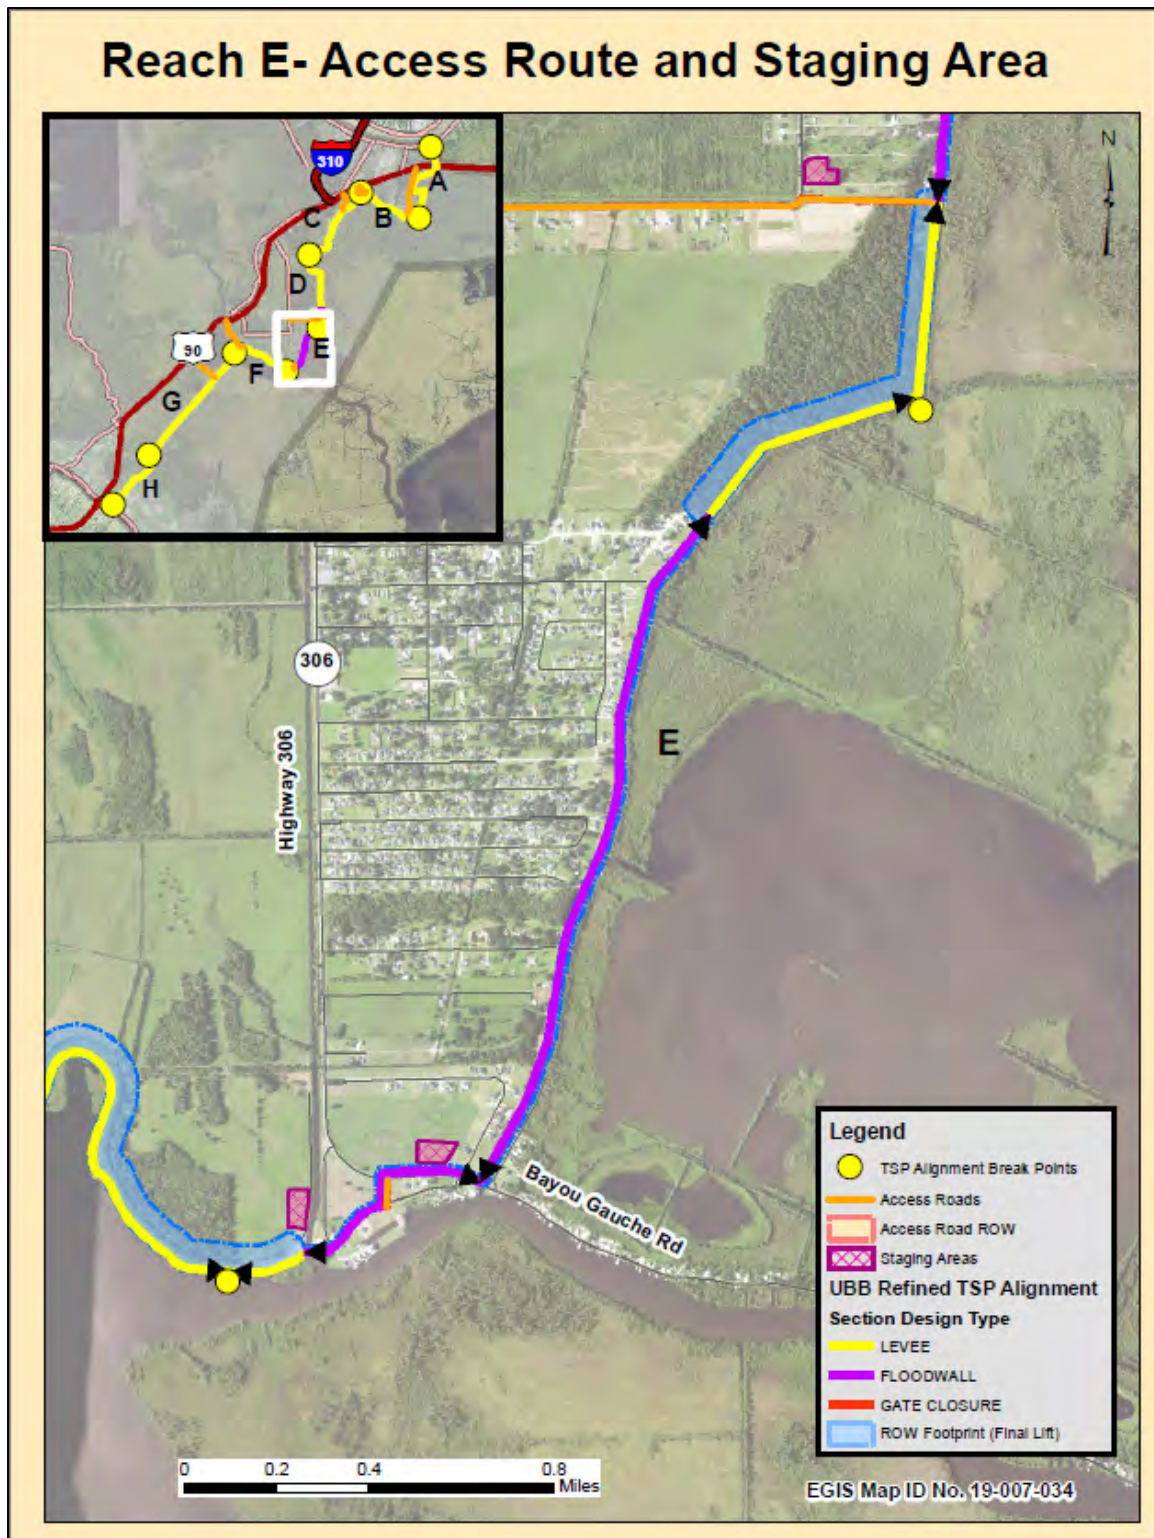 Reach E- Access Route and Staging Area
310
A
B
C
D
E
F
90
G
H
N
306
Highway 306
E
Bayou Gauche Rd
Legend
TSP Alignment Break Points
Access Roads
Access Road ROW
Staging Areas
UBB Refined TSP Alignment
Section Design Type
LEVEE
FLOODWALL
GATE CLOSURE
ROW Footprint (Final Lift)
0 0.2 0.4 0.8
Miles
EGIS Map ID No. 19-007-034